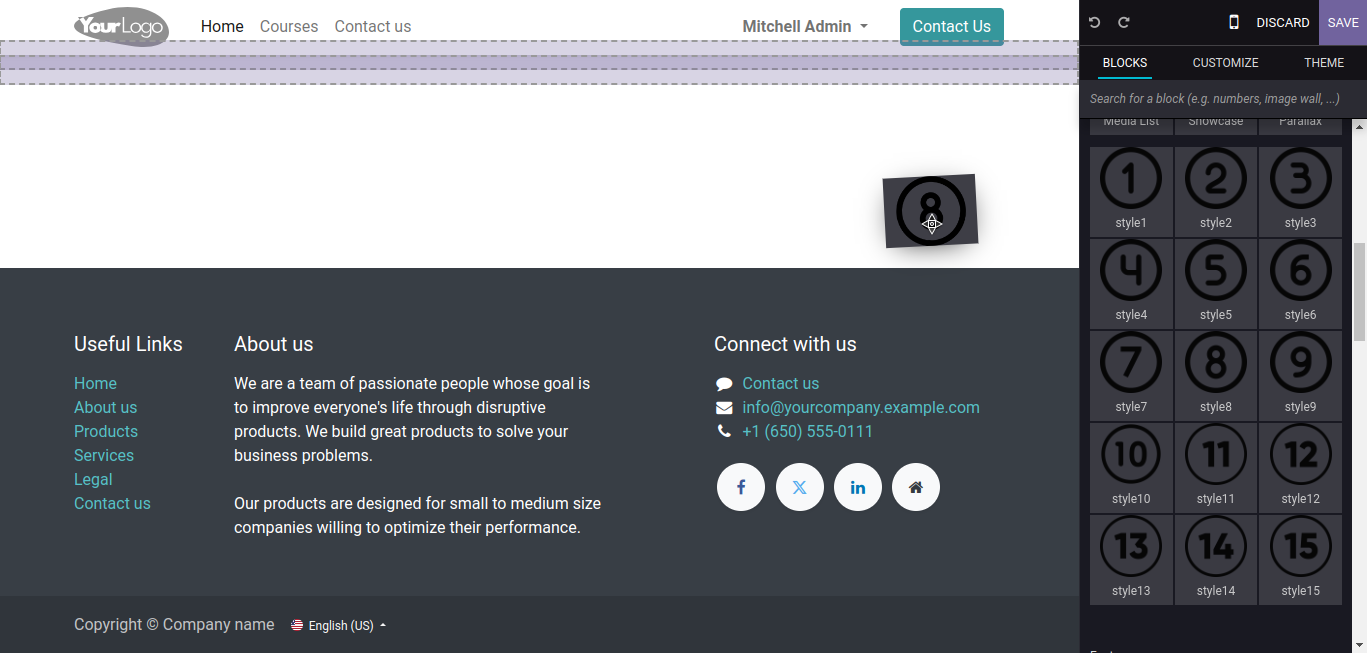 YourLogo
Home Courses Contact us
Mitchell Admin
Contact Us
DISCARD SAVE
BLOCKS CUSTOMIZE THEME
Search for a block (e.g. numbers, image wall, ...)
Media List Showcase Parallax
1 2 3
style1 style2 style3
8
4 5 6
style4 style5 style6
7 8 9
style7 style8 style9
10 11 12
style10 style11 style12
13 14 15
style13 style14 style15
Useful Links
Home
About us
Products
Services
Legal
Contact us
About us
We are a team of passionate people whose goal is
to improve everyone's life through disruptive
products. We build great products to solve your
business problems.
Our products are designed for small to medium size
companies willing to optimize their performance.
Connect with us
Contact us
info@yourcompany.example.com
+1 (650) 555-0111
Copyright © Company name
English (US)